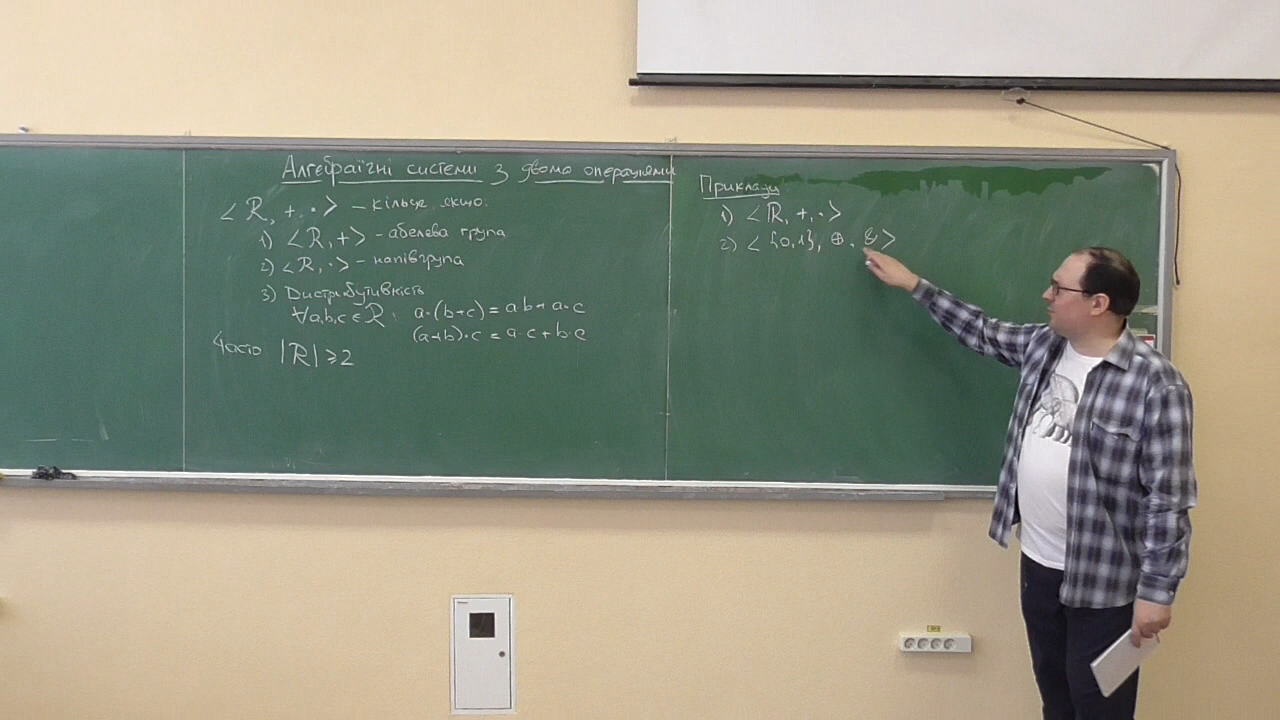 Алгебраїчні системи з двома операціями
< R, +, · > – кільце, якщо:
1) < R, + > – абелева група
2) < R, · > – напівгрупа
3) Дистрибутивність
∀a,b,c ∈ R : a·(b+c) = a·b + a·c
(a+b)·c = a·c + b·c
Часто |R| ⩾ 2
Приклади
1) < ℝ, +, · >
2) < {0,1}, ⊕, & >